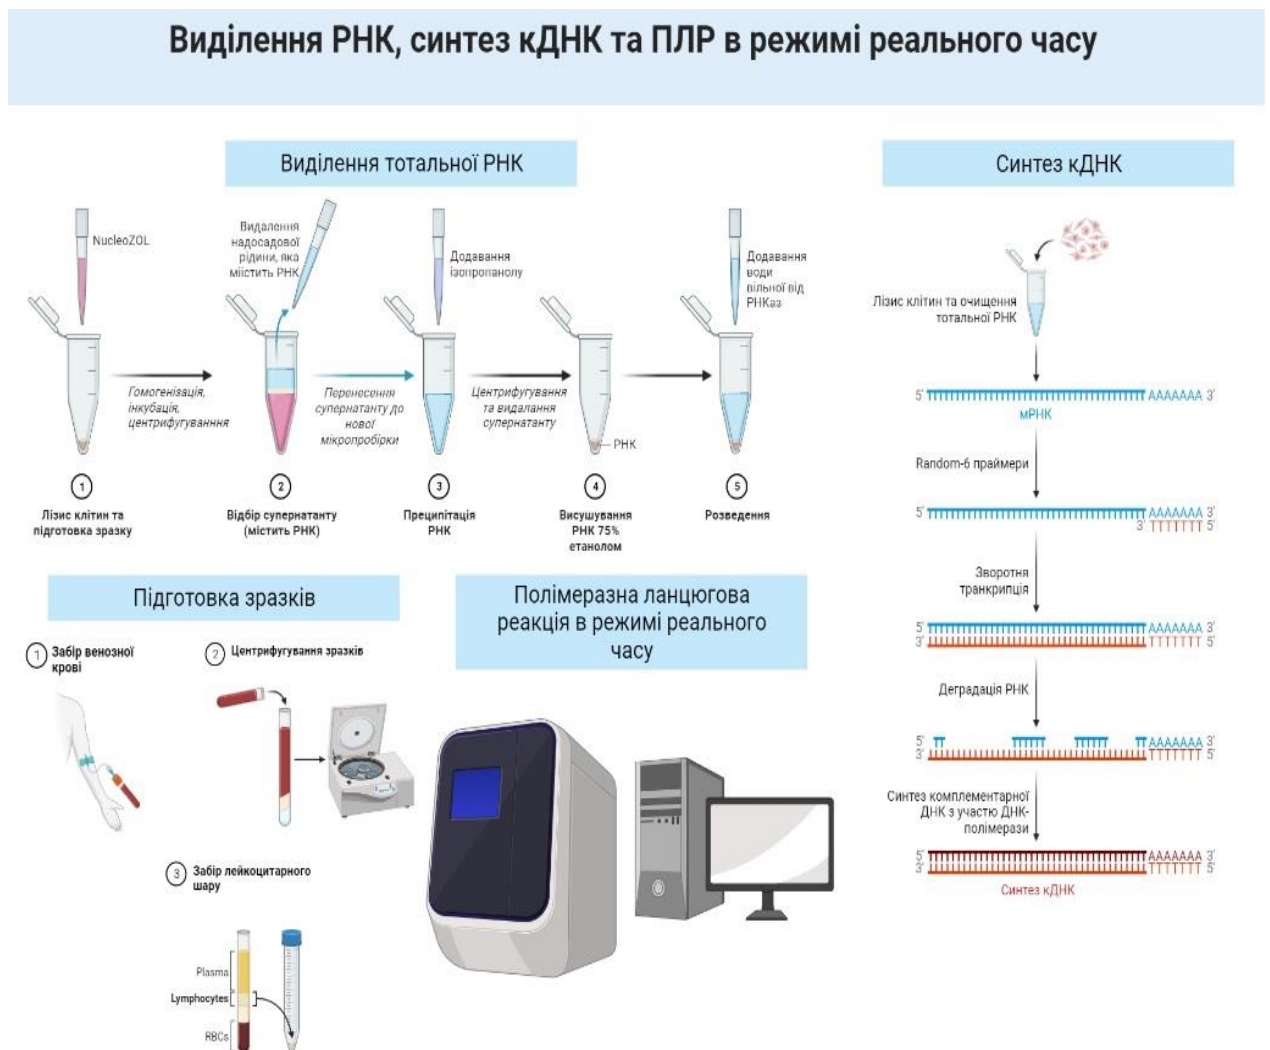 Виділення РНК, синтез кДНК та ПЛР в режимі реального часу
Виділення тотальної РНК
NucleoZOL
Видалення
надосадової
рідини, яка
міістить РНК
Додавання
ізопропанолу
Додавання
води
вільної від
РНКаз
Гомогенізація,
інкубація,
центрифугуванння
Перенесення
супернатанту до
нової
мікропробірки
Центрифугування
та видалання
супернатанту
РНК
1
Лізис клітин та
підготовка зразку
2
Відбір супернатанту
(містить РНК)
3
Преципітація
РНК
4
Висушування
РНК 75%
етанолом
5
Розведення
Підготовка зразків
1 Забір венозної
крові
2 Центрифугування зразків
3 Забір лейкоцитарного
шару
Plasma
Lymphocytes
RBCs
Полімеразна ланцюгова
реакція в режимі реального
часу
Синтез кДНК
Лізис клітин та очищення
тотальної РНК
5' AAAAAAA 3'
мРНК
Random-6 праймери
5' AAAAAAA 3'
3' TTTTTTT 5'
Зворотня
транкрипція
5' AAAAAAA 3'
3' TTTTTTT 5'
Деградація РНК
5' AAAAAAA 3'
3' TTTTTTT 5'
Синтез комплементарної
ДНК з участю ДНК-
полімерази
5' AAAAAAA 3'
3' TTTTTTT 5'
Синтез кДНК